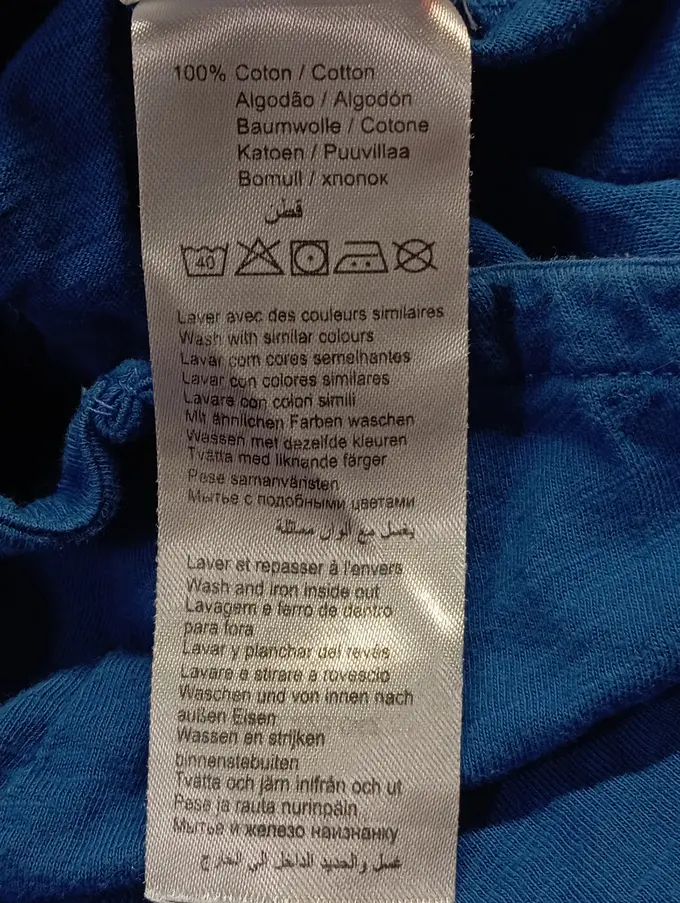 100% Coton / Cotton
Algodão / Algodón
Baumwolle / Cotone
Katoen / Puuvillaa
Bomull / хлопок
قطن
40
Laver avec des couleurs similaires
Wash with similar colours
Lavar com cores semelhantes
Lavar con colores similares
Lavare con colori simili
Mit ähnlichen Farben waschen
Wassen met dezelfde kleuren
Tvätta med liknande färger
Pese samanväristen
Мытье с подобными цветами
يغسل مع ألوان مماثلة
Laver et repasser à l'envers
Wash and iron inside out
Lavagem e ferro de dentro
para fora
Lavar y planchar del revés
Lavare e stirare a rovescio
Waschen und von innen nach
außen Eisen
Wassen en strijken
binnenstebuiten
Tvätta och järn inifrån och ut
Pese ja rauta nurinpäin
Мытье и железо наизнанку
غسل والحديد الداخل إلى الخارج